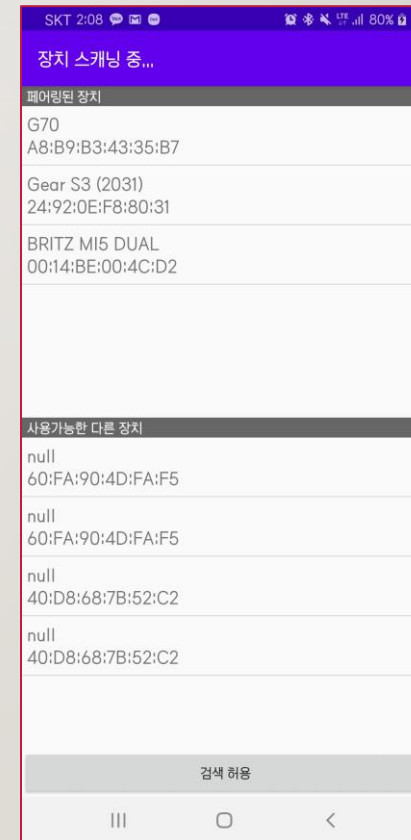 SKT 2:08
LTE 80%
장치 스캐닝 중...
페어링된 장치
G70
A8:B9:B3:43:35:B7
Gear S3 (2031)
24:92:0E:F8:80:31
BRITZ MI5 DUAL
00:14:BE:00:4C:D2
사용가능한 다른 장치
null
60:FA:90:4D:FA:F5
null
60:FA:90:4D:FA:F5
null
40:D8:68:7B:52:C2
null
40:D8:68:7B:52:C2
검색 허용